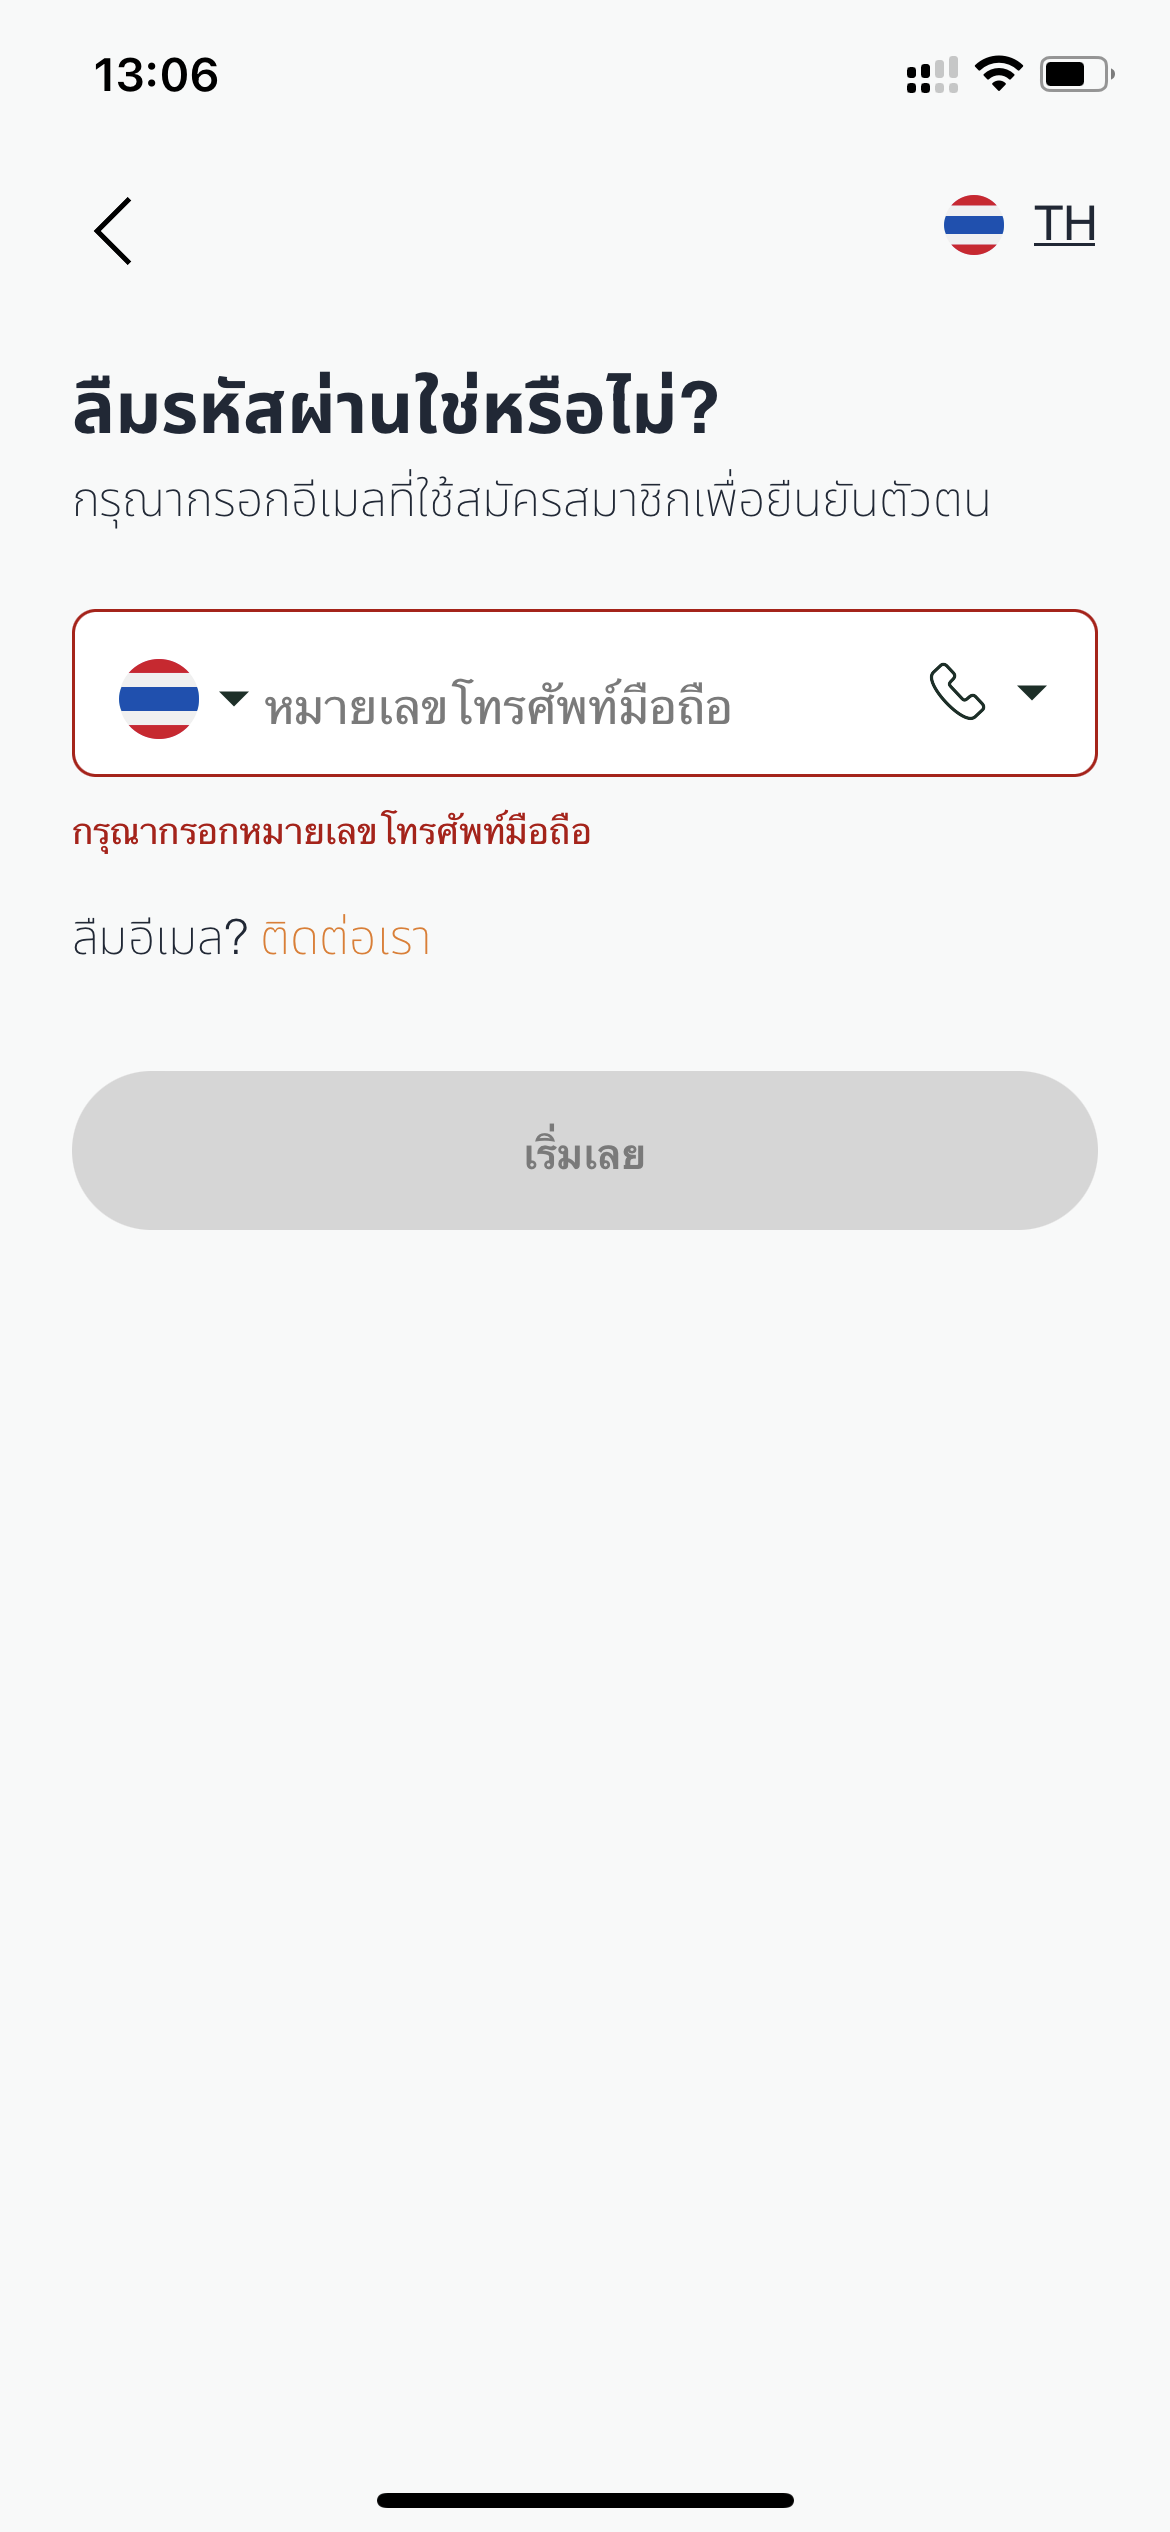 13:06
TH
ลืมรหัสผ่านใช่หรือไม่?
กรุณากรอกอีเมลที่ใช้สมัครสมาชิกเพื่อยืนยันตัวตน
หมายเลขโทรศัพท์มือถือ
กรุณากรอกหมายเลขโทรศัพท์มือถือ
ลืมอีเมล? ติดต่อเรา
เริ่มเลย